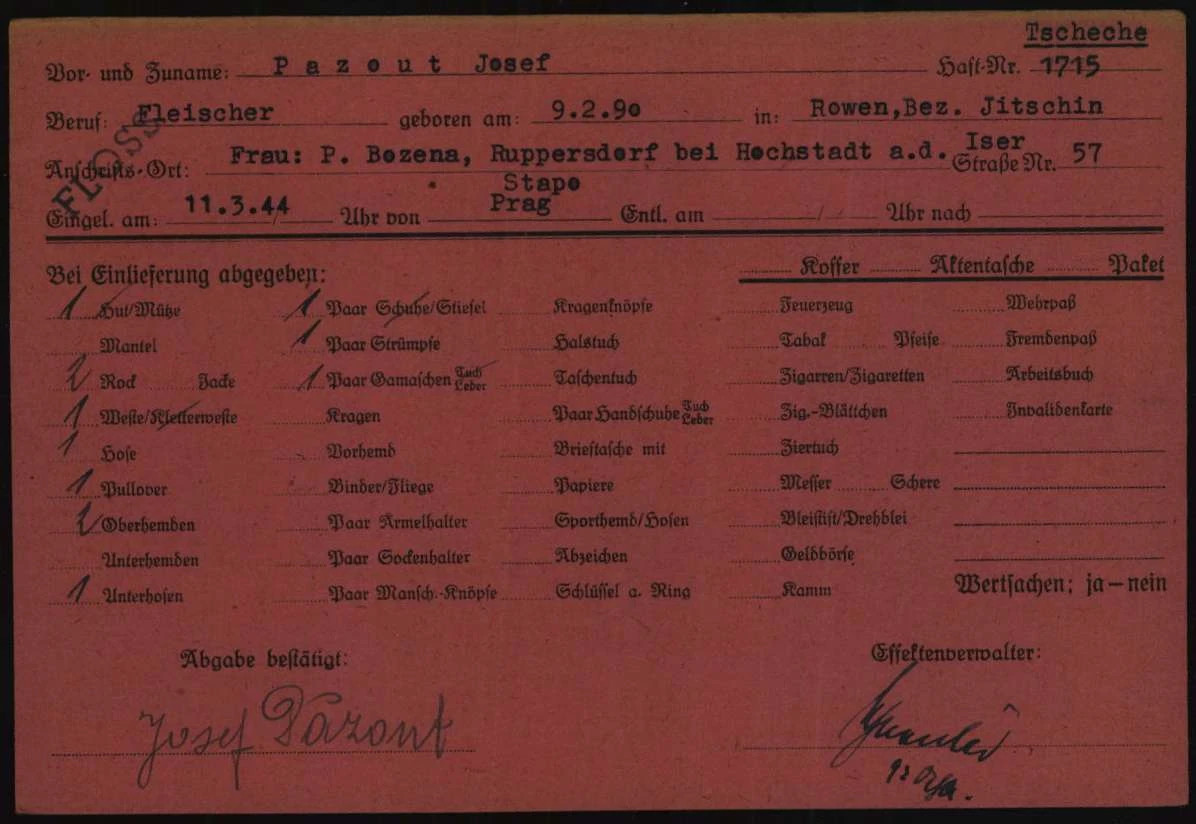 Tscheche
Vor- und Zuname: Pazout Josef Haft-Nr. 1715
Beruf: Fleischer geboren am: 9.2.90 in: Rowen,Bez. Jitschin
FLOSS
Anschrifts-Ort: Frau: P. Bozena, Ruppersdorf bei Hochstadt a.d. Iser Straße Nr. 57
Stapo
Eingel. am: 11.3.44 Uhr von Prag Entl. am Uhr nach
Bei Einlieferung abgegeben: Koffer Aktentasche Paket
1 Hut/Mütze 1 Paar Schuhe/Stiefel Kragenknöpfe Feuerzeug Wehrpaß
Mantel 1 Paar Strümpfe Halstuch Tabak Pfeife Fremdenpaß
2 Rock Jacke 1 Paar Gamaschen Tuch Leder Taschentuch Zigarren/Zigaretten Arbeitsbuch
1 Weste/Kletterweste Kragen Paar Handschuhe Tuch Leder Zig.-Blättchen Invalidenkarte
1 Hose Vorhemd Brieftasche mit Ziertuch
1 Pullover Binder/Fliege Papiere Messer Schere
2 Oberhemden Paar Ärmelhalter Sporthemd/Hosen Bleistift/Drehblei
Unterhemden Paar Sockenhalter Abzeichen Geldbörse
1 Unterhosen Paar Mansch.-Knöpfe Schlüssel a. Ring Kamm Wertsachen: ja – nein
Abgabe bestätigt: Effektenverwalter:
Josef Pazout